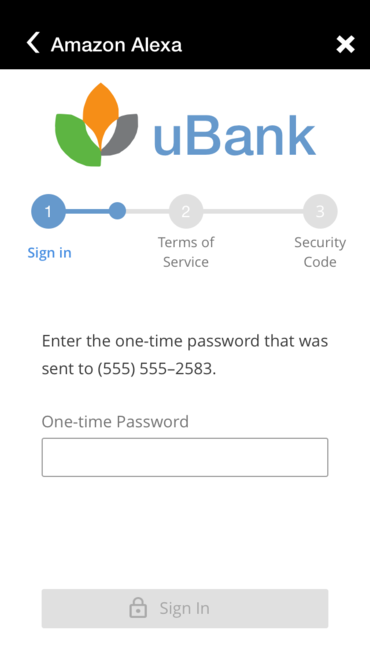 Amazon Alexa
uBank
1
2
3
Sign in
Terms of
Service
Security
Code
Enter the one-time password that was
sent to (555) 555–2583.
One-time Password
Sign In